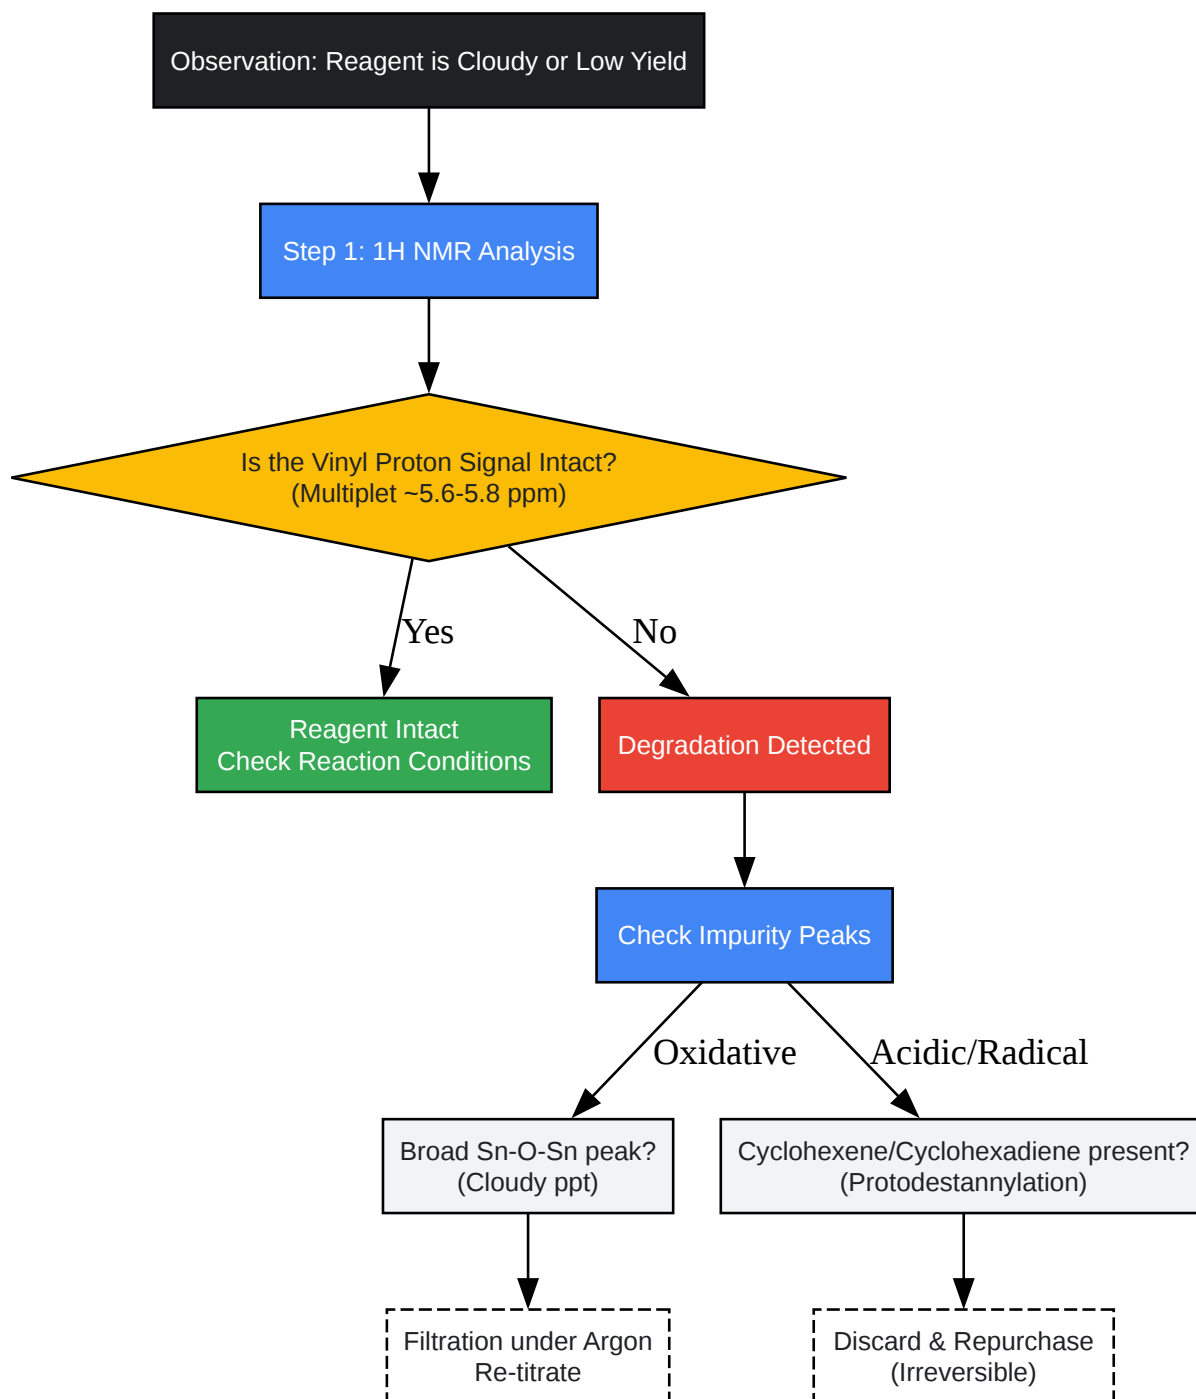 Observation: Reagent is Cloudy or Low Yield
Step 1: 1H NMR Analysis
Is the Vinyl Proton Signal Intact?
(Multiplet ~5.6-5.8 ppm)
Yes
No
Reagent Intact
Check Reaction Conditions
Degradation Detected
Check Impurity Peaks
Oxidative
Acidic/Radical
Broad Sn-O-Sn peak?
(Cloudy ppt)
Cyclohexene/Cyclohexadiene present?
(Protodestannylation)
Filtration under Argon
Re-titrate
Discard & Repurchase
(Irreversible)